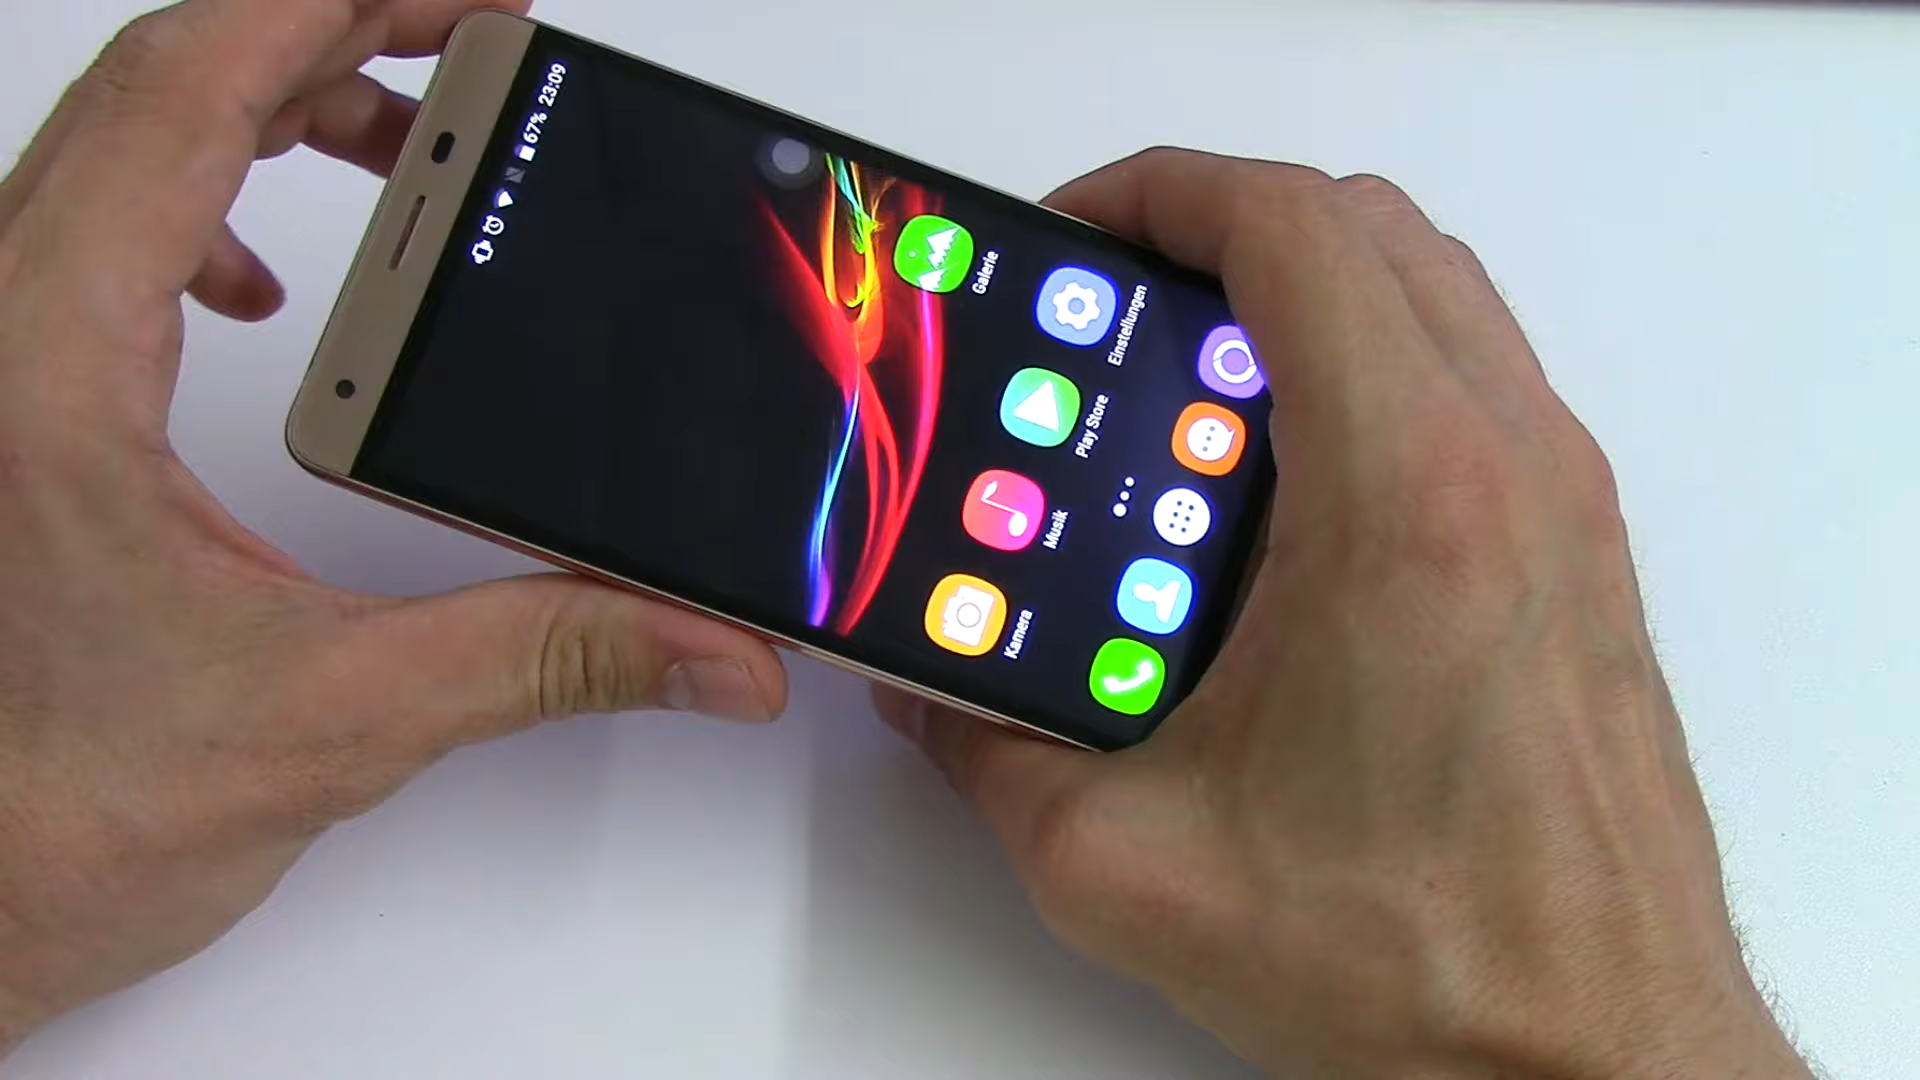 67% 23:09
Galerie
Einstellungen
Play Store
Musik
Kamera